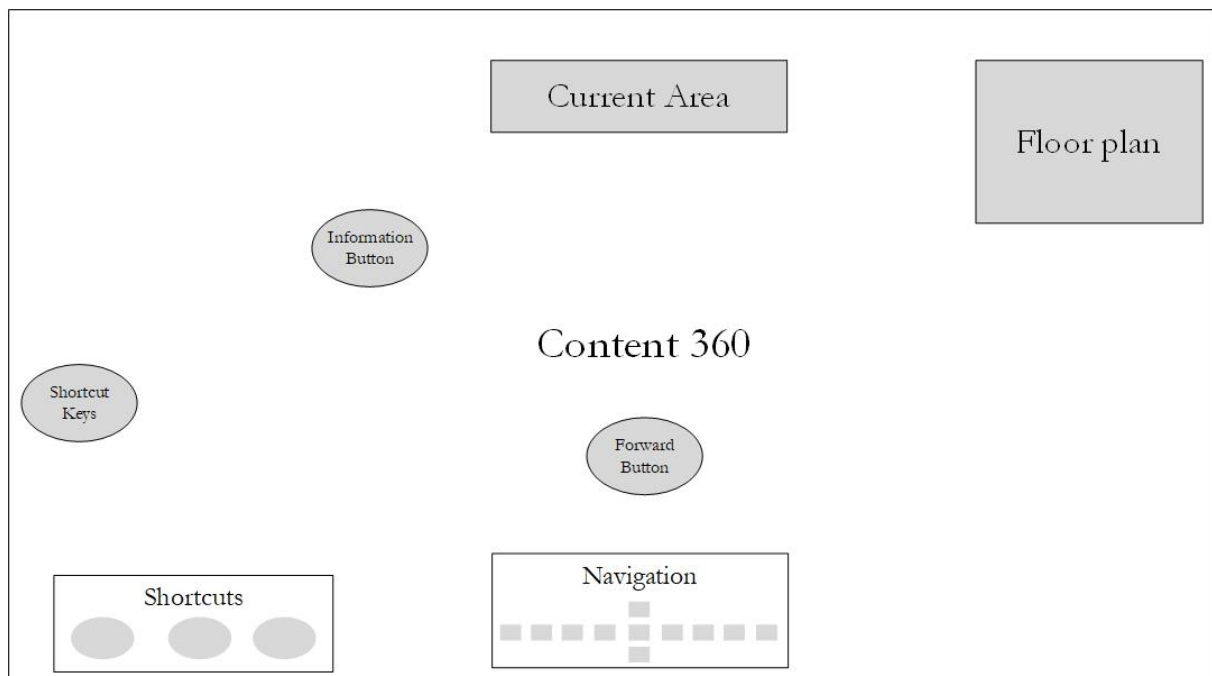 Current Area
Floor plan
Information
Button
Content 360
Shortcut
Keys
Forward
Button
Navigation
Shortcuts